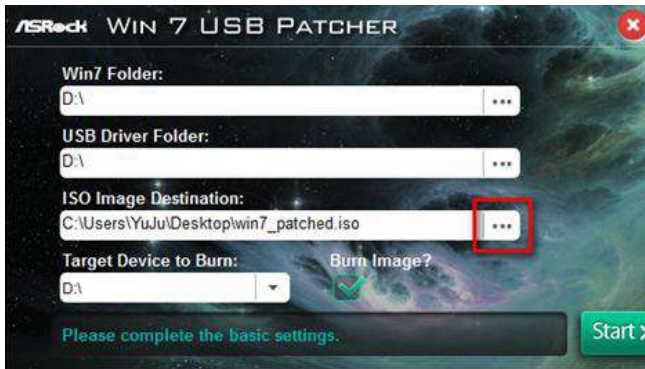 ASRock WIN 7 USB PATCHER
Win7 Folder:
D:\
USB Driver Folder:
D:\
ISO Image Destination:
C:\Users\YuJu\Desktop\win7_patched.iso
Target Device to Burn: Burn Image?
D:\
Please complete the basic settings.
Start